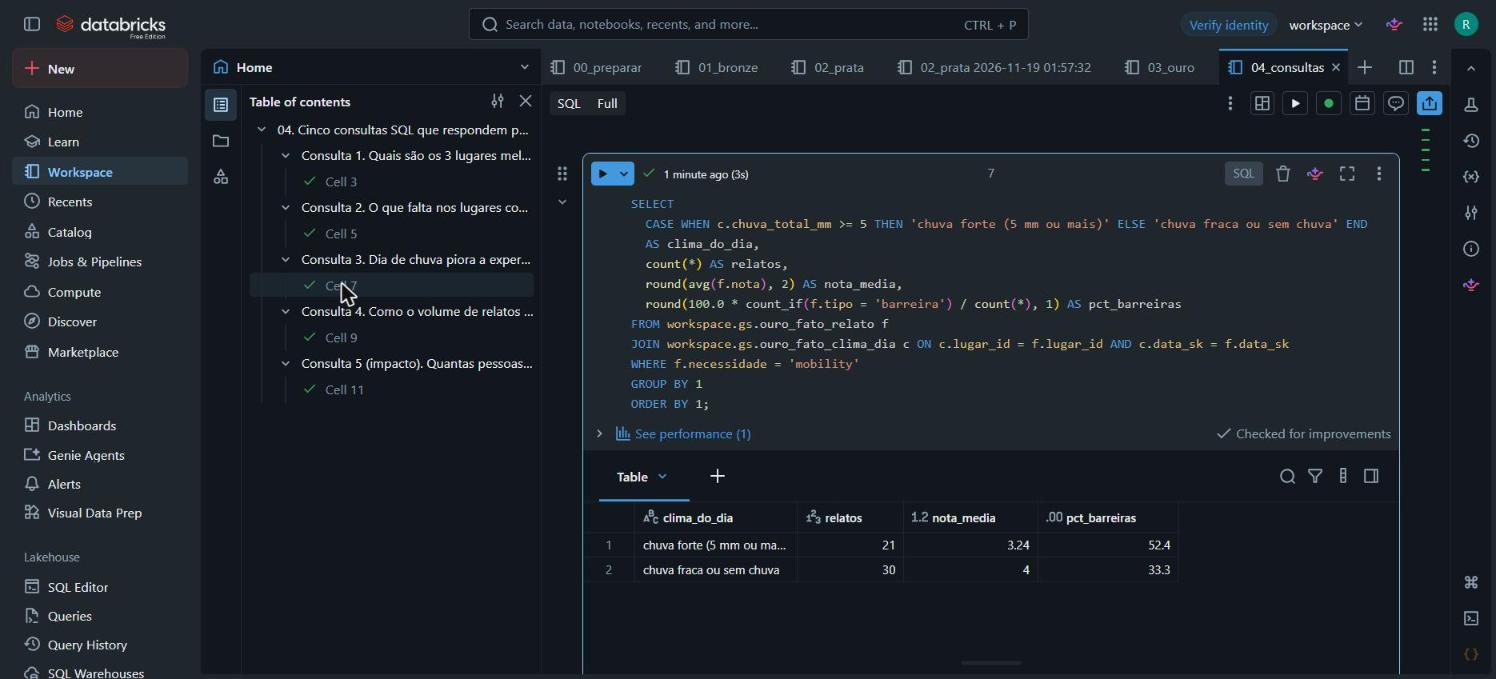 databricks
Free Edition
Search data, notebooks, recents, and more...
CTRL + P
Verify identity
workspace
R
New
Home
Learn
Workspace
Recents
Catalog
Jobs & Pipelines
Compute
Discover
Marketplace
Analytics
Dashboards
Genie Agents
Alerts
Visual Data Prep
Lakehouse
SQL Editor
Queries
Query History
SQL Warehouses
Home
Table of contents
04. Cinco consultas SQL que respondem p...
Consulta 1. Quais são os 3 lugares mel...
Cell 3
Consulta 2. O que falta nos lugares co...
Cell 5
Consulta 3. Dia de chuva piora a exper...
Cell 7
Consulta 4. Como o volume de relatos ...
Cell 9
Consulta 5 (impacto). Quantas pessoas...
Cell 11
00_preparar
01_bronze
02_prata
02_prata 2026-11-19 01:57:32
03_ouro
04_consultas
SQL Full
1 minute ago (3s)
7
SQL
SELECT
CASE WHEN c.chuva_total_mm >= 5 THEN 'chuva forte (5 mm ou mais)' ELSE 'chuva fraca ou sem chuva' END
AS clima_do_dia,
count(*) AS relatos,
round(avg(f.nota), 2) AS nota_media,
round(100.0 * count_if(f.tipo = 'barreira') / count(*), 1) AS pct_barreiras
FROM workspace.gs.ouro_fato_relato f
JOIN workspace.gs.ouro_fato_clima_dia c ON c.lugar_id = f.lugar_id AND c.data_sk = f.data_sk
WHERE f.necessidade = 'mobility'
GROUP BY 1
ORDER BY 1;
See performance (1)
Checked for improvements
Table
clima_do_dia relatos nota_media pct_barreiras
1 chuva forte (5 mm ou ma... 21 3.24 52.4
2 chuva fraca ou sem chuva 30 4 33.3